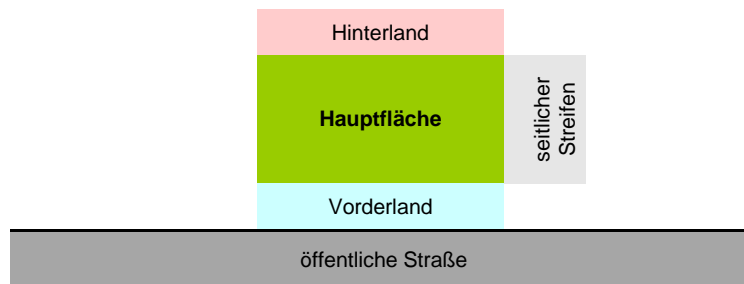 Hinterland
Hauptfläche
seitlicher
Streifen
Vorderland
öffentliche Straße